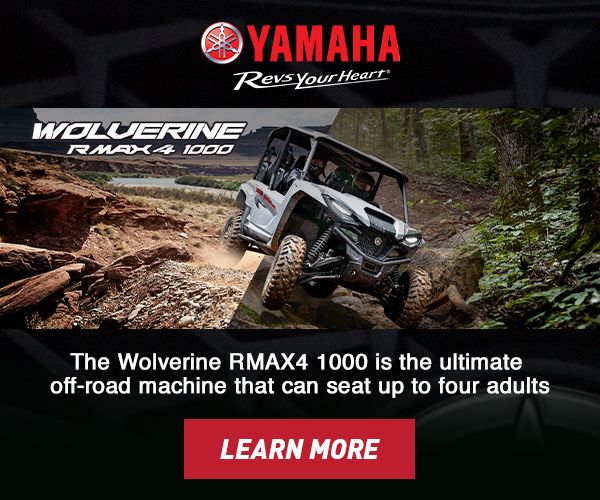 YAMAHA
Revs Your Heart
WOLVERINE
RMAX4 1000
The Wolverine RMAX4 1000 is the ultimate
off-road machine that can seat up to four adults
LEARN MORE